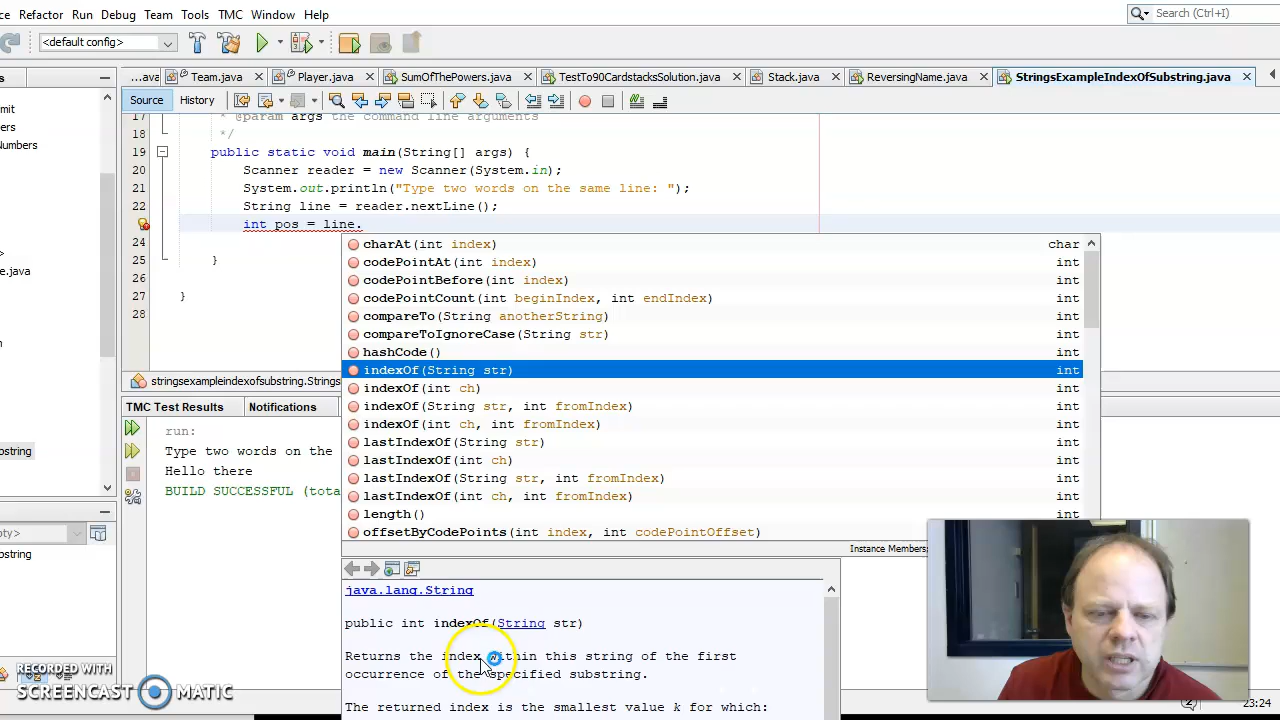 Refactor Run Debug Team Tools TMC Window Help
Search (Ctrl+I)
<default config>
...ava Team.java Player.java SumOfThePowers.java TestTo90CardstacksSolution.java Stack.java ReversingName.java StringsExampleIndexOfSubstring.java
Source History
17 * @param args the command line arguments
18 */
19 public static void main(String[] args) {
20 Scanner reader = new Scanner(System.in);
21 System.out.println("Type two words on the same line: ");
22 String line = reader.nextLine();
int pos = line.
24
25 }
26
27 }
28
charAt(int index) char
codePointAt(int index) int
codePointBefore(int index) int
codePointCount(int beginIndex, int endIndex) int
compareTo(String anotherString) int
compareToIgnoreCase(String str) int
hashCode() int
indexOf(String str) int
indexOf(int ch) int
indexOf(String str, int fromIndex) int
indexOf(int ch, int fromIndex) int
lastIndexOf(String str) int
lastIndexOf(int ch) int
lastIndexOf(String str, int fromIndex) int
lastIndexOf(int ch, int fromIndex) int
length() int
offsetByCodePoints(int index, int codePointOffset) int
Instance Members;
stringsexampleindexofsubstring.Strings
TMC Test Results Notifications
run:
Type two words on the
Hello there
BUILD SUCCESSFUL (tota
java.lang.String
public int indexOf(String str)
Returns the index within this string of the first
occurrence of the specified substring.
The returned index is the smallest value k for which:
RECORDED WITH
SCREENCAST MATIC
23:24